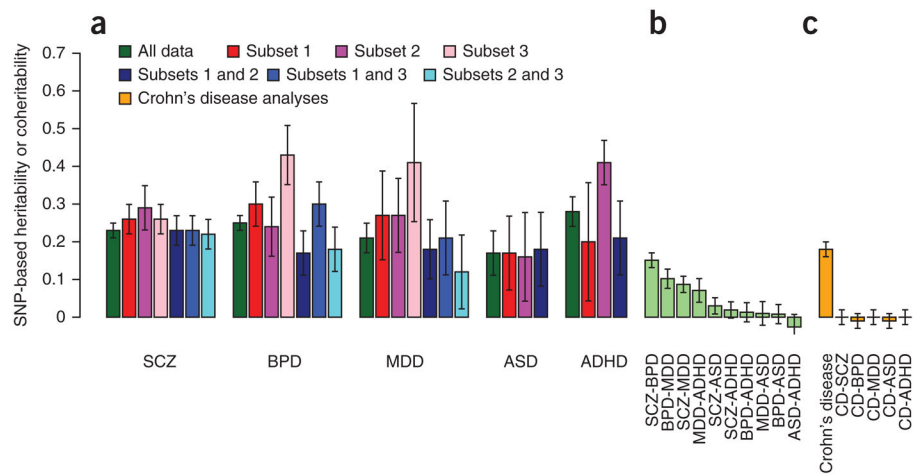 a
b
c
SNP-based heritability or coheritability
0.7
0.6
0.5
0.4
0.3
0.2
0.1
0
All data
Subset 1
Subset 2
Subset 3
Subsets 1 and 2
Subsets 1 and 3
Subsets 2 and 3
Crohn's disease analyses
SCZ
BPD
MDD
ASD
ADHD
SCZ-BPD
BPD-MDD
SCZ-MDD
MDD-ADHD
SCZ-ASD
SCZ-ADHD
BPD-ADHD
MDD-ASD
BPD-ASD
ASD-ADHD
Crohn's disease
CD-SCZ
CD-BPD
CD-MDD
CD-ASD
CD-ADHD